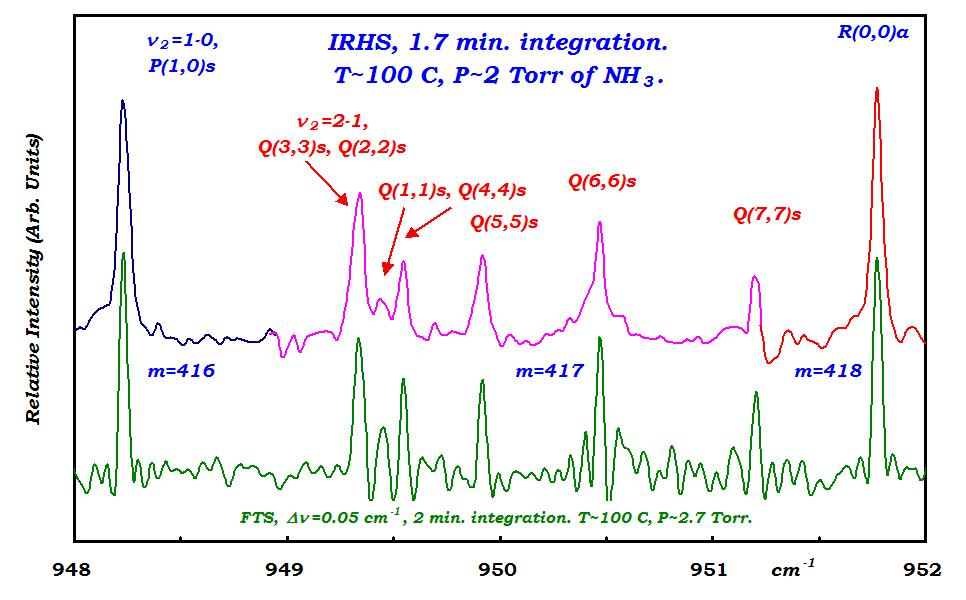 ν₂=1-0,
P(1,0)s
IRHS, 1.7 min. integration.
T~100 C, P~2 Torr of NH₃.
R(0,0)a
ν₂=2-1,
Q(3,3)s, Q(2,2)s
Q(1,1)s, Q(4,4)s
Q(5,5)s
Q(6,6)s
Q(7,7)s
Relative Intensity (Arb. Units)
m=416
m=417
m=418
FTS, Δν=0.05 cm⁻¹, 2 min. integration. T~100 C, P~2.7 Torr.
948 949 950 951 cm⁻¹ 952